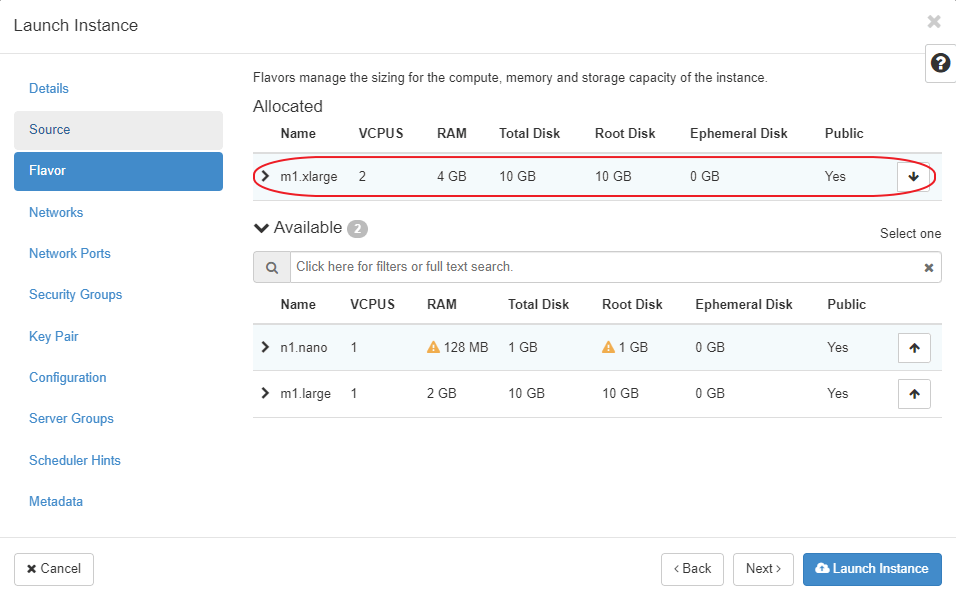 Launch Instance
Details
Source
Flavor
Networks
Network Ports
Security Groups
Key Pair
Configuration
Server Groups
Scheduler Hints
Metadata
Flavors manage the sizing for the compute, memory and storage capacity of the instance.
Allocated
Name VCPUS RAM Total Disk Root Disk Ephemeral Disk Public
m1.xlarge 2 4 GB 10 GB 10 GB 0 GB Yes
Available 2
Select one
Click here for filters or full text search.
Name VCPUS RAM Total Disk Root Disk Ephemeral Disk Public
n1.nano 1 128 MB 1 GB 1 GB 0 GB Yes
m1.large 1 2 GB 10 GB 10 GB 0 GB Yes
Cancel
Back
Next
Launch Instance